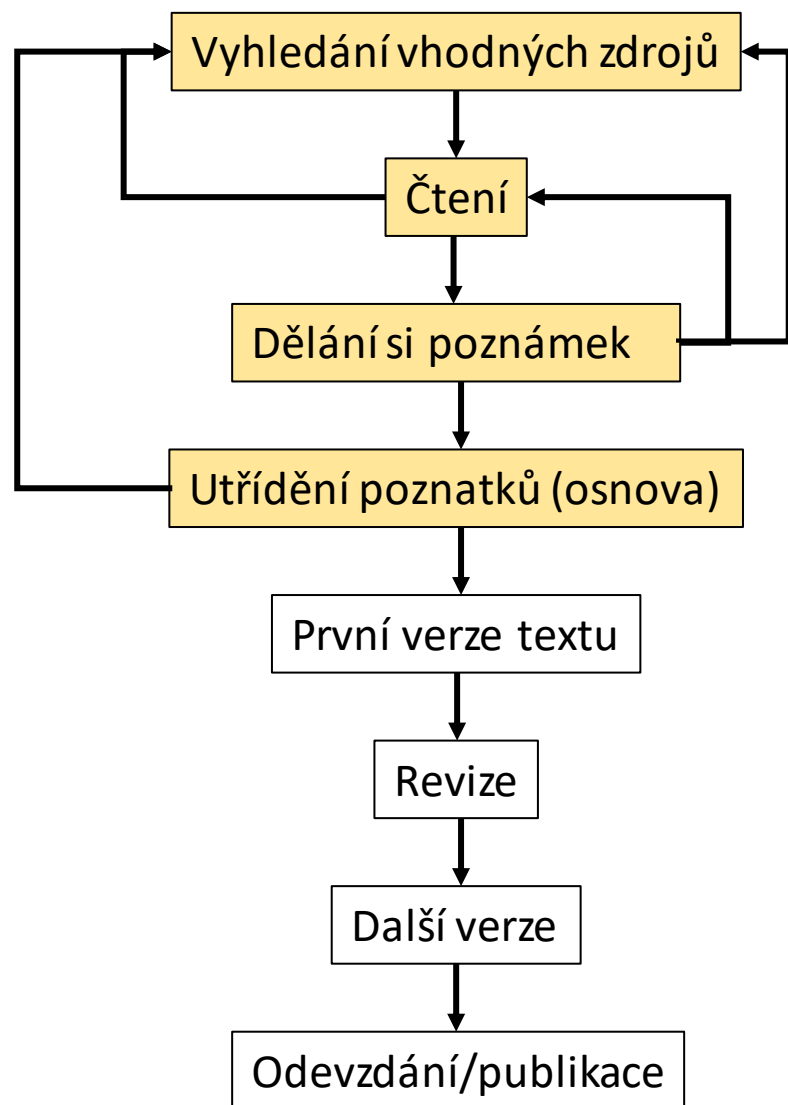 Vyhledání vhodných zdrojů
Čtení
Dělání si poznámek
Utřídění poznatků (osnova)
První verze textu
Revize
Další verze
Odevzdání/publikace